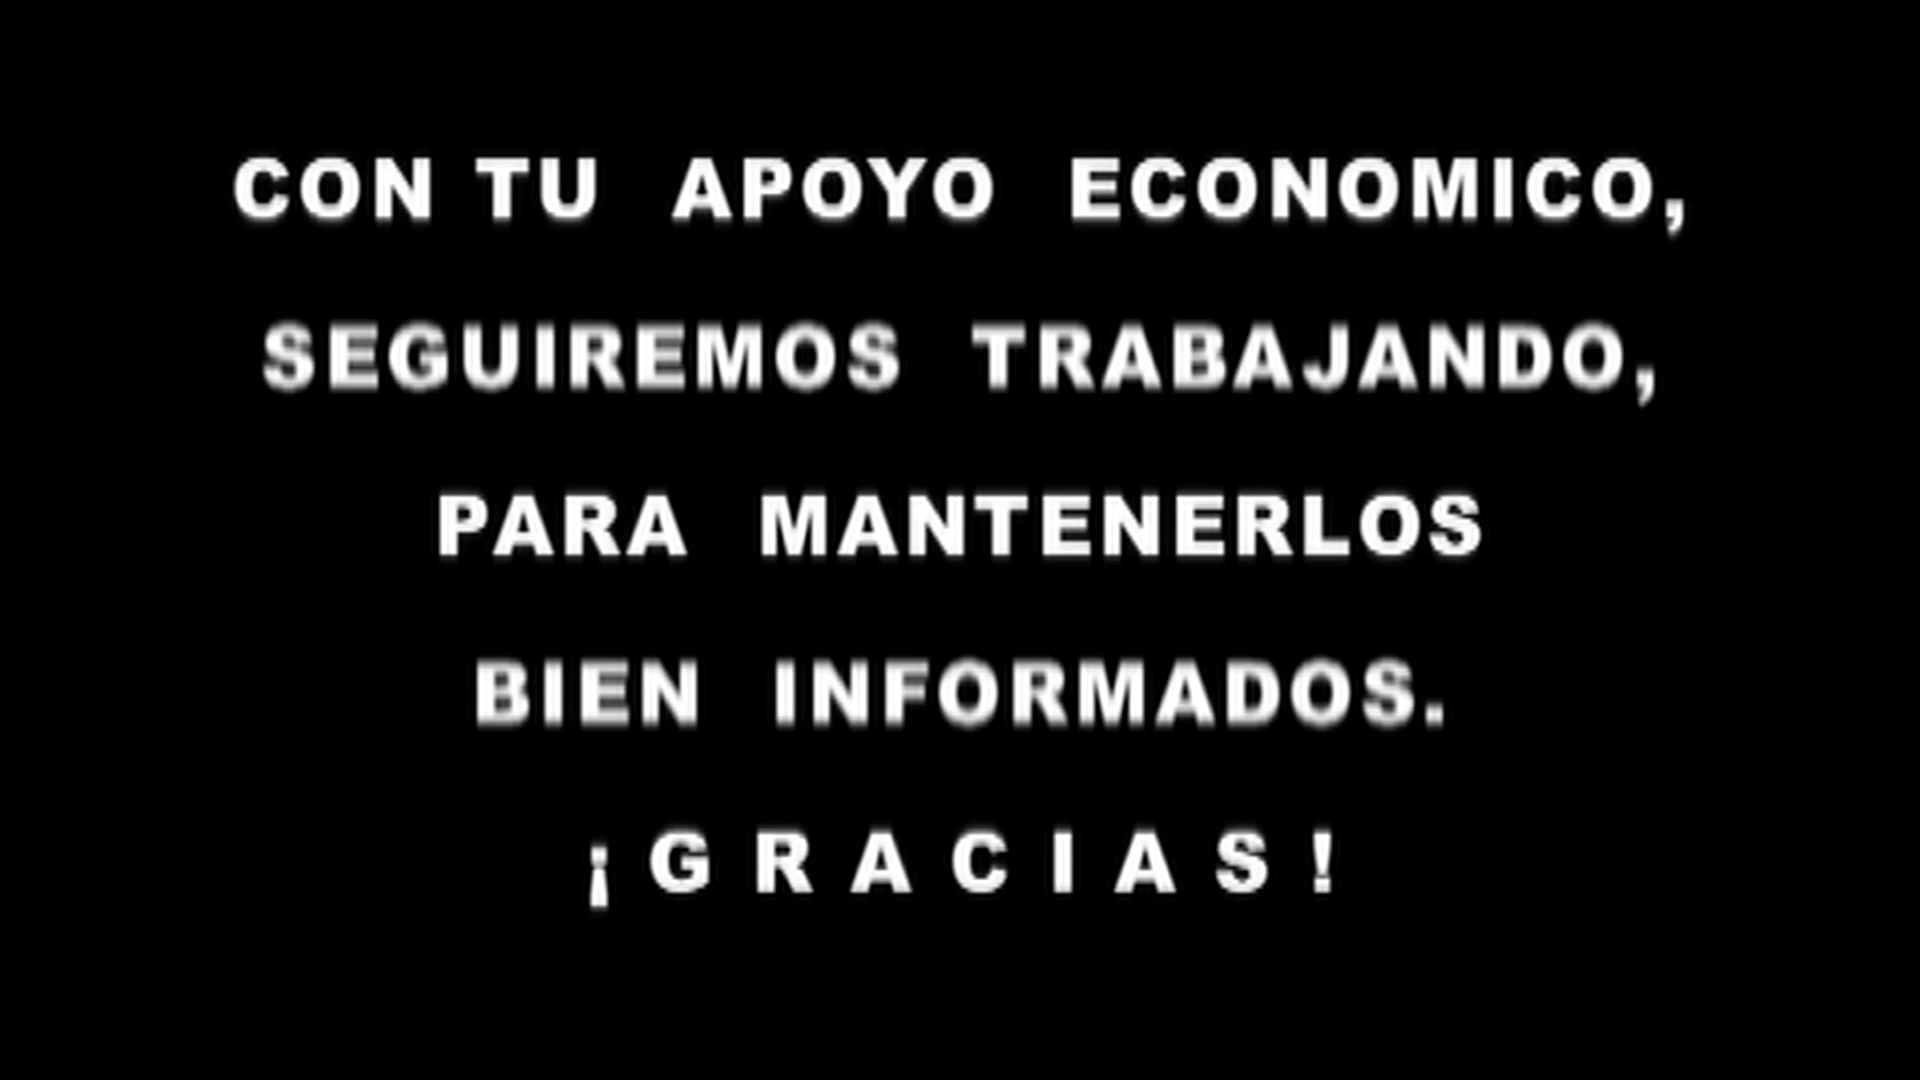 CON TU APOYO ECONOMICO,
SEGUIREMOS TRABAJANDO,
PARA MANTENERLOS
BIEN INFORMADOS.
¡G R A C I A S !